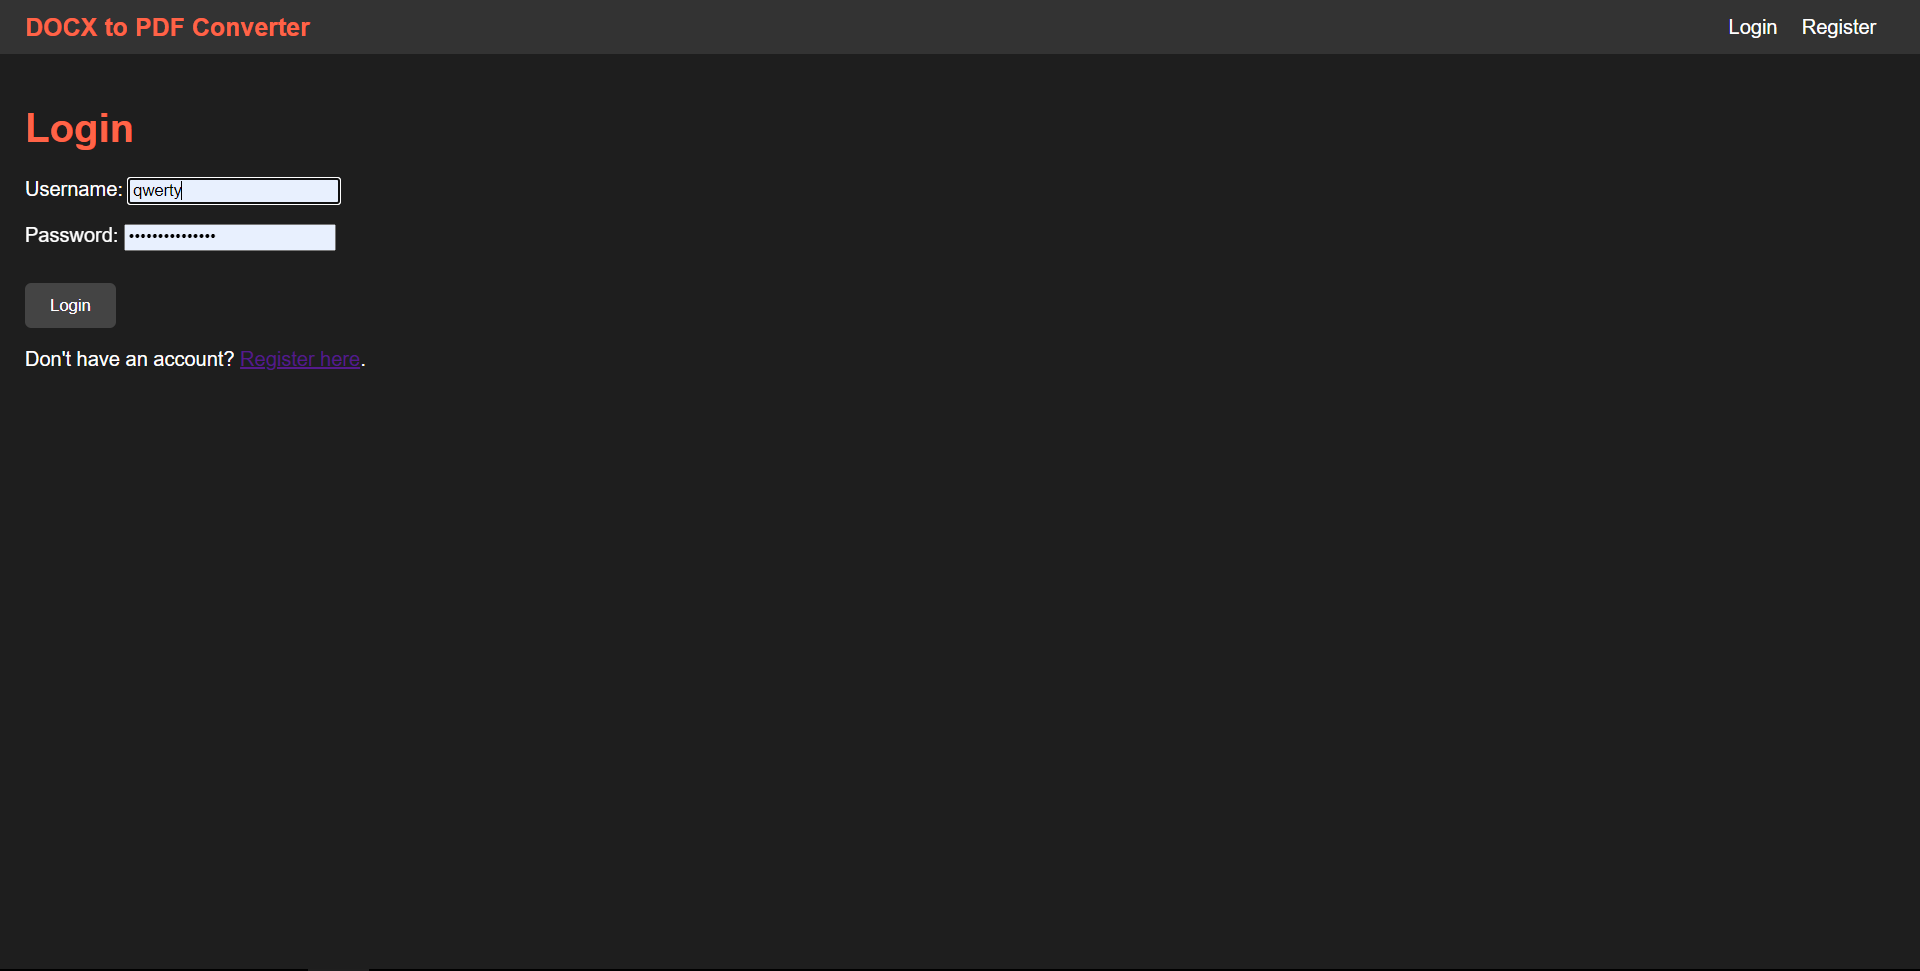 DOCX to PDF Converter
Login Register
Login
Username: qwerty
Password: •••••••••••••••
Login
Don't have an account? Register here.